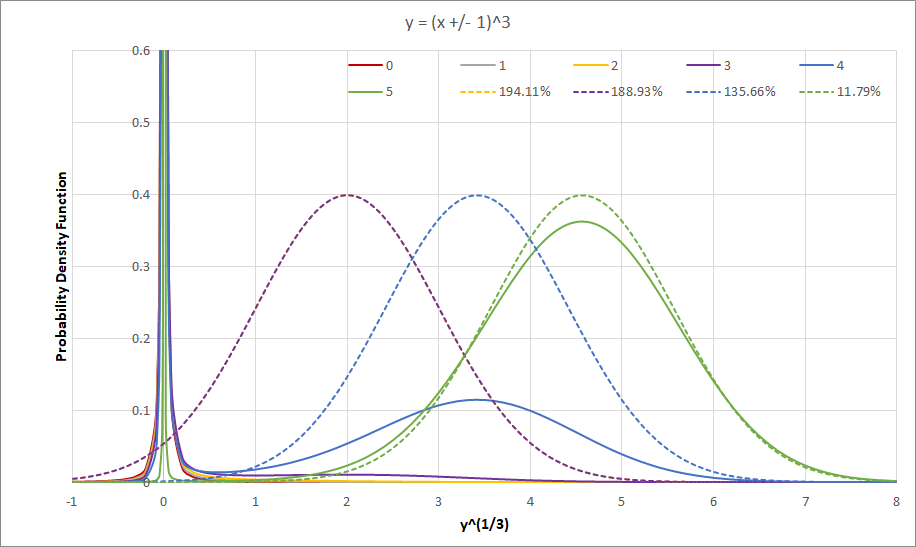 y = (x +/- 1)^3
0.6
0 1 2 3 4
5 194.11% 188.93% 135.66% 11.79%
0.5
0.4
0.3
0.2
0.1
0
Probability Density Function
-1 0 1 2 3 4 5 6 7 8
y^(1/3)